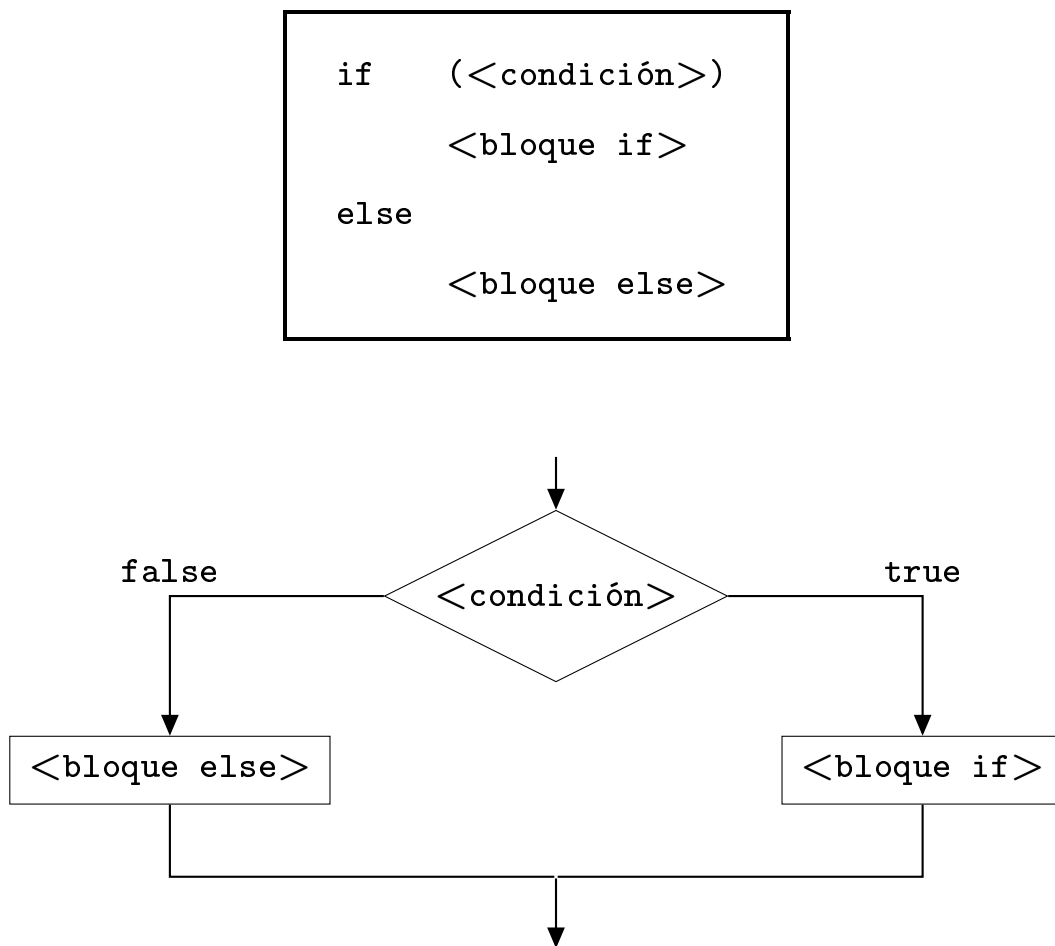 if (<condición>)
<bloque if>
else
<bloque else>
false
true
<condición>
<bloque else>
<bloque if>